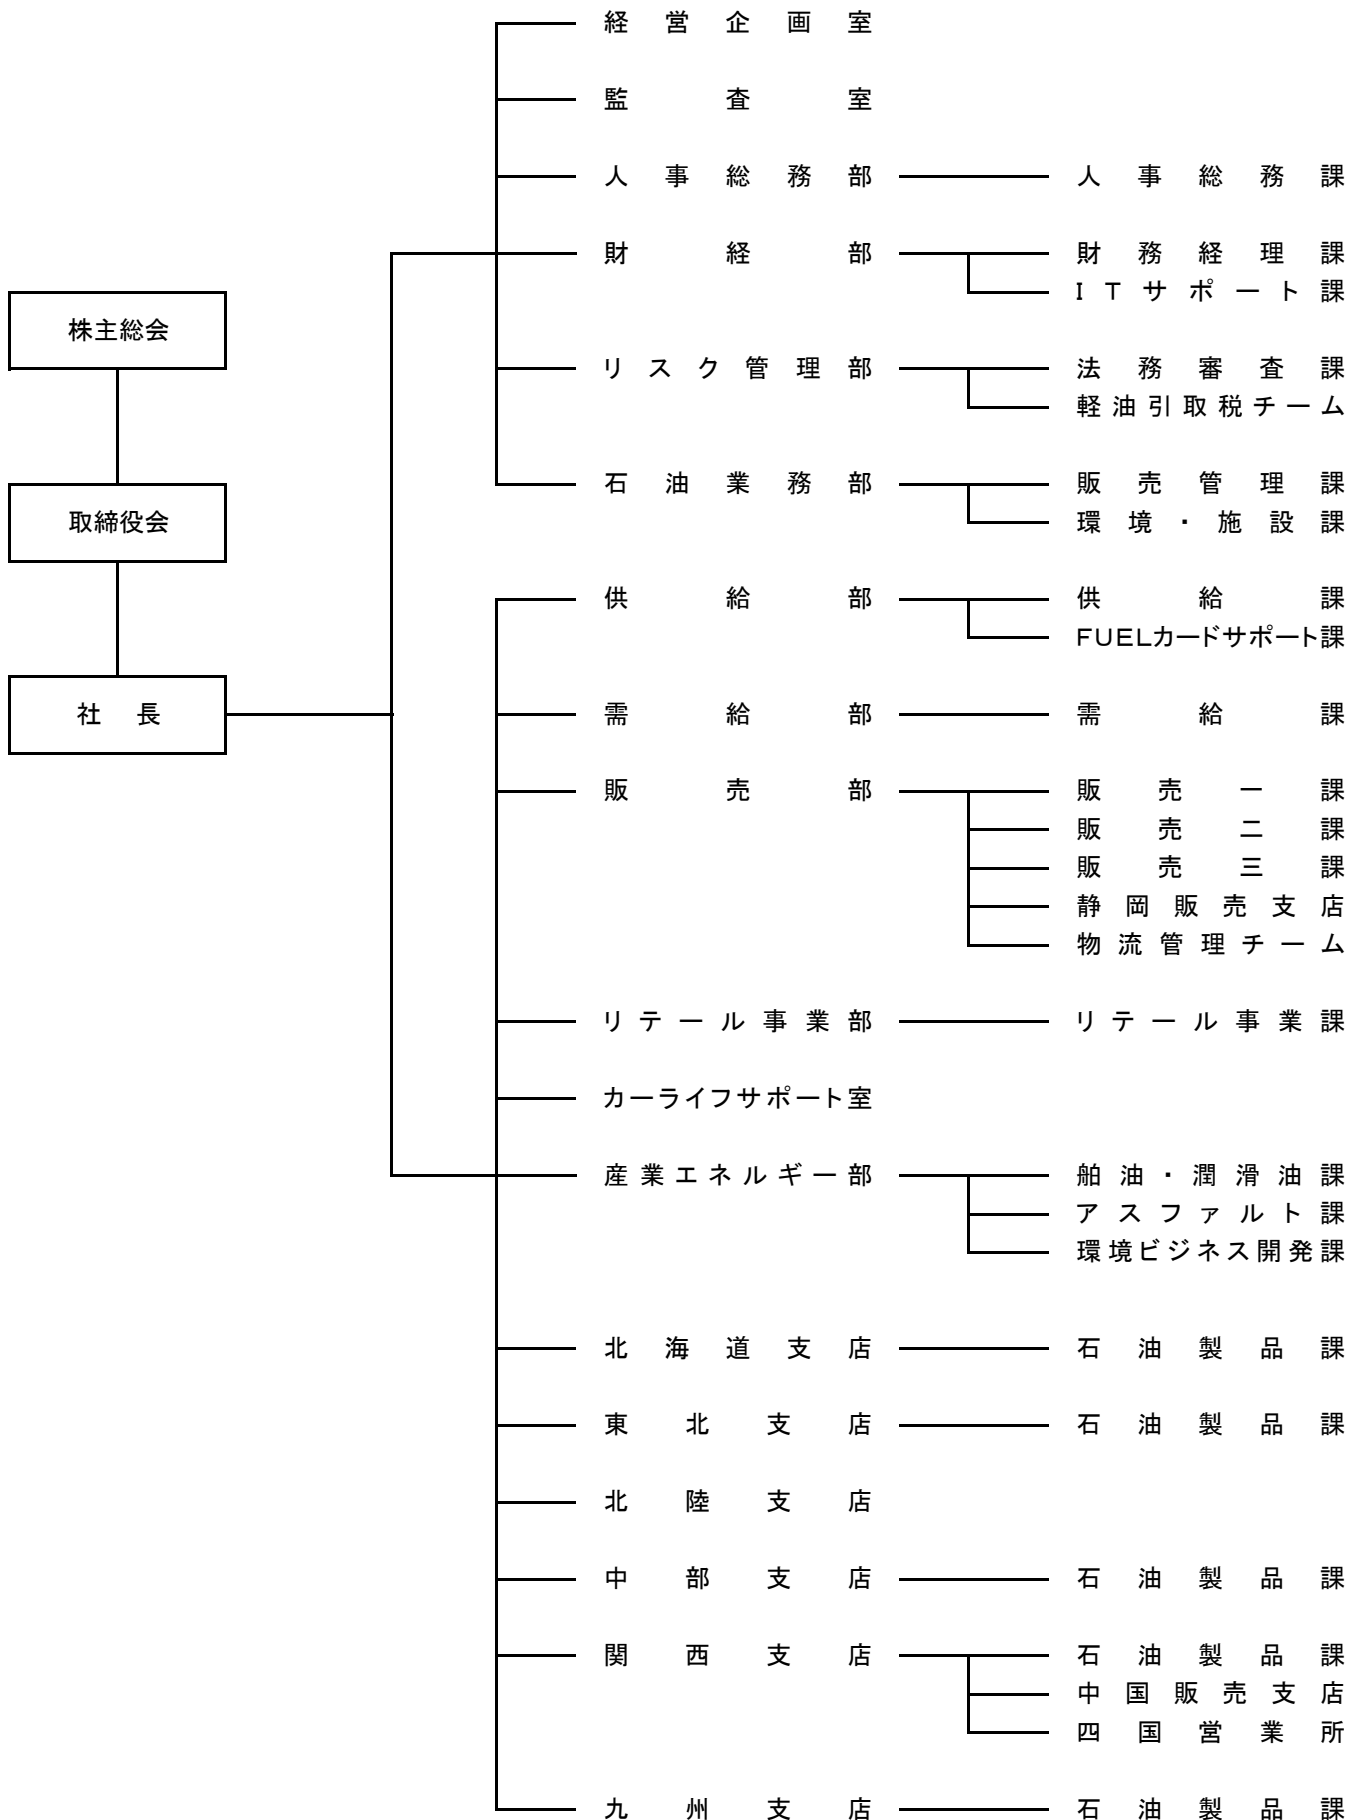 経営企画室
監査室
人事総務部 人事総務課
財経部 財務経理課
ITサポート課
株主総会
リスク管理部 法務審査課
軽油引取税チーム
石油業務部 販売管理課
取締役会
環境・施設課
供給部 供給課
FUELカードサポート課
社長
需給部 需給課
販売部 販売一課
販売二課
販売三課
静岡販売支店
物流管理チーム
リテール事業部 リテール事業課
カーライフサポート室
産業エネルギー部 舶油・潤滑油課
アスファルト課
環境ビジネス開発課
北海道支店 石油製品課
東北支店 石油製品課
北陸支店
中部支店 石油製品課
関西支店 石油製品課
中国販売支店
四国営業所
九州支店 石油製品課